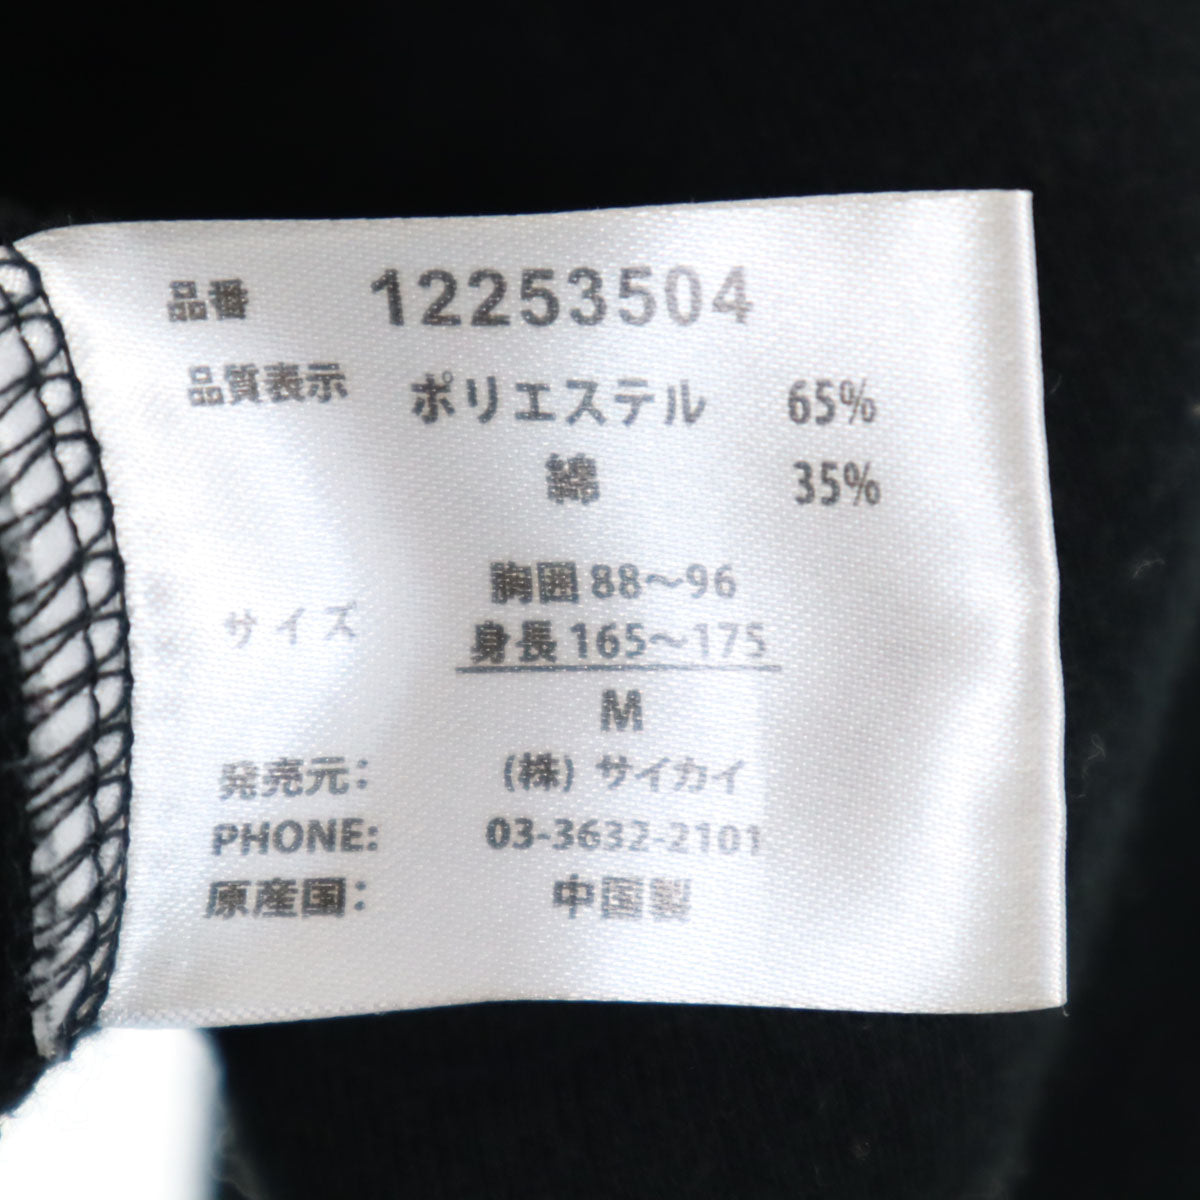 品番 12253504
品質表示 ポリエステル 65%
綿 35%
胸囲 88～96
サイズ 身長 165～175
M
発売元： (株) サイカイ
PHONE: 03-3632-2101
原産国： 中国製